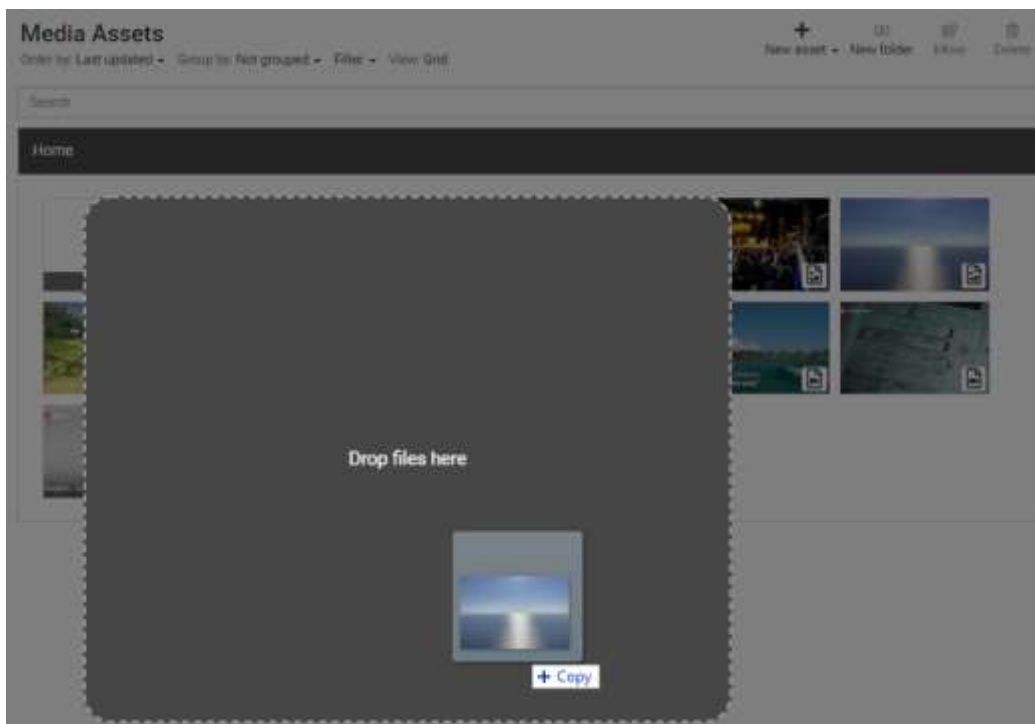 Media Assets
Order by: Last updated Group by: Not grouped Filter View: Grid
New asset New folder Move Delete
Search
Home
Drop files here
+ Copy